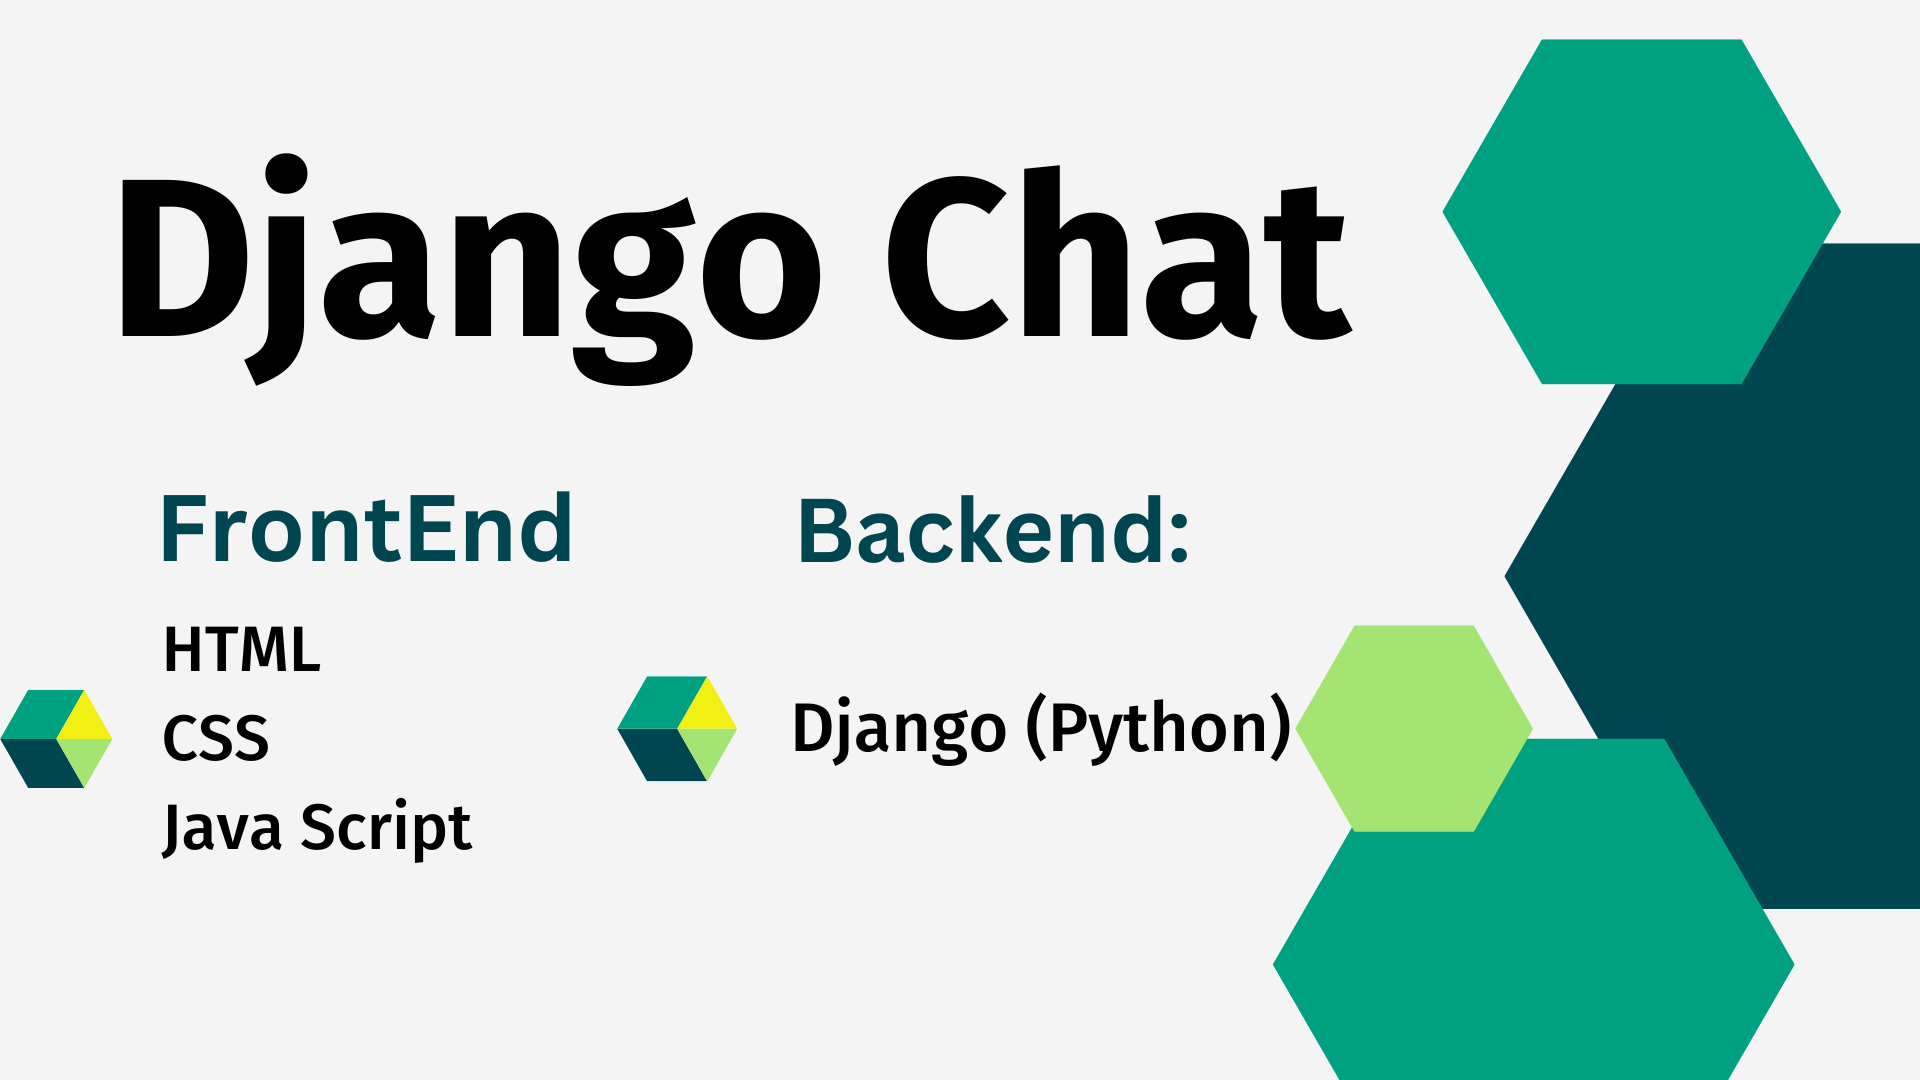 Django Chat
FrontEnd
HTML
CSS
Java Script
Backend:
Django (Python)